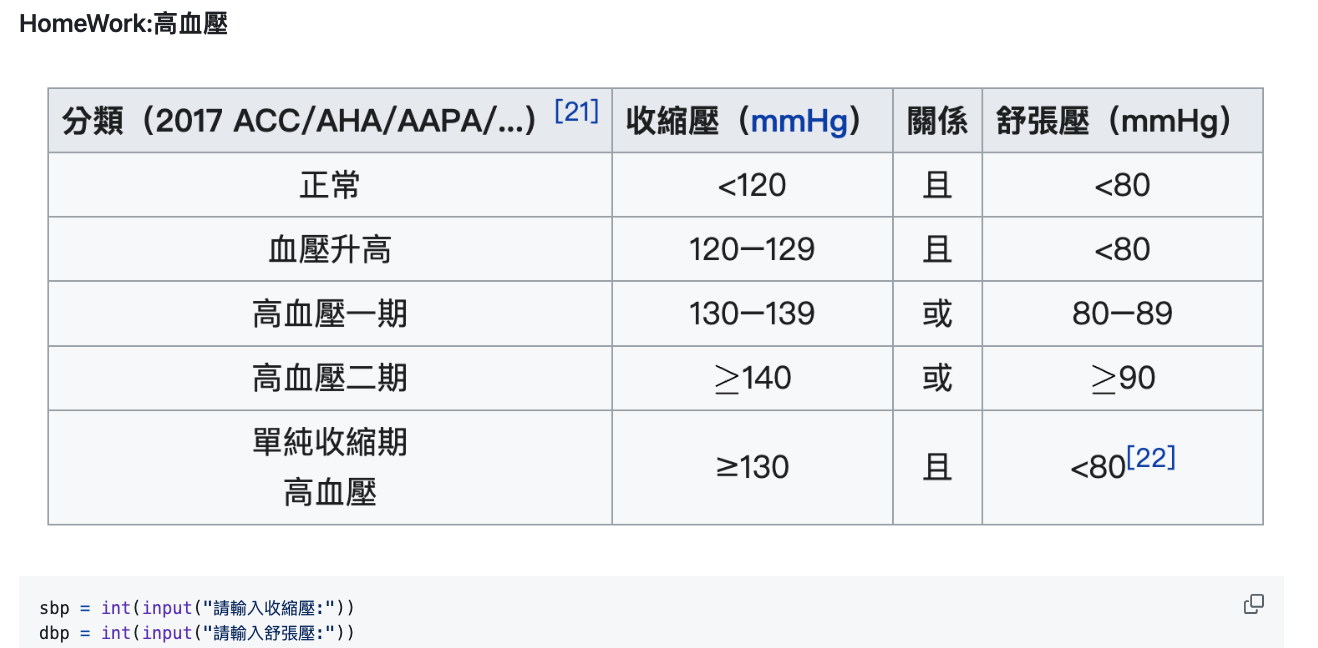 HomeWork:高血壓
分類（2017 ACC/AHA/AAPA/...）[21] 收縮壓（mmHg） 關係 舒張壓（mmHg）
正常 <120 且 <80
血壓升高 120—129 且 <80
高血壓一期 130—139 或 80—89
高血壓二期 ≥140 或 ≥90
單純收縮期
高血壓 ≥130 且 <80[22]
sbp = int(input("請輸入收縮壓:"))
dbp = int(input("請輸入舒張壓:"))